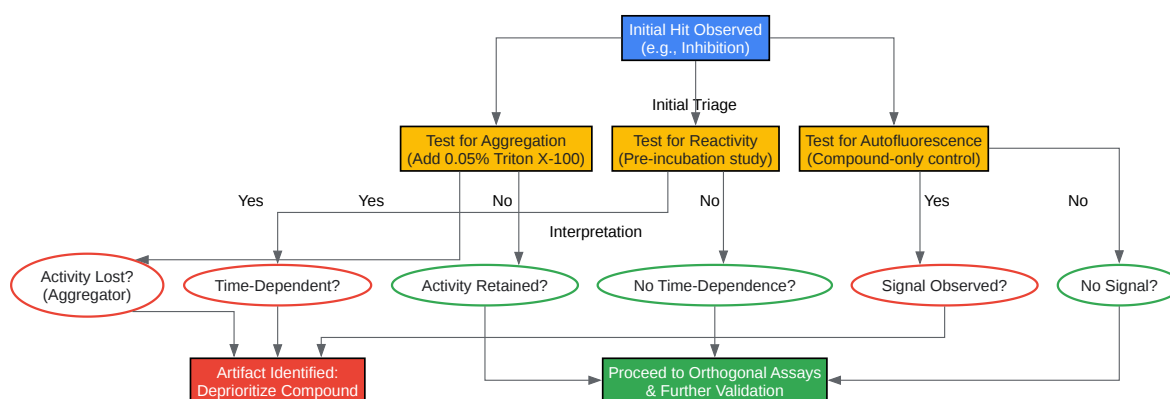 Initial Hit Observed
(e.g., Inhibition)
Initial Triage
Test for Aggregation
(Add 0.05% Triton X-100)
Test for Reactivity
(Pre-incubation study)
Test for Autofluorescence
(Compound-only control)
Yes
Yes
No
No
Yes
No
Interpretation
Activity Lost?
(Aggregator)
Time-Dependent?
Activity Retained?
No Time-Dependence?
Signal Observed?
No Signal?
Artifact Identified:
Deprioritize Compound
Proceed to Orthogonal Assays
& Further Validation